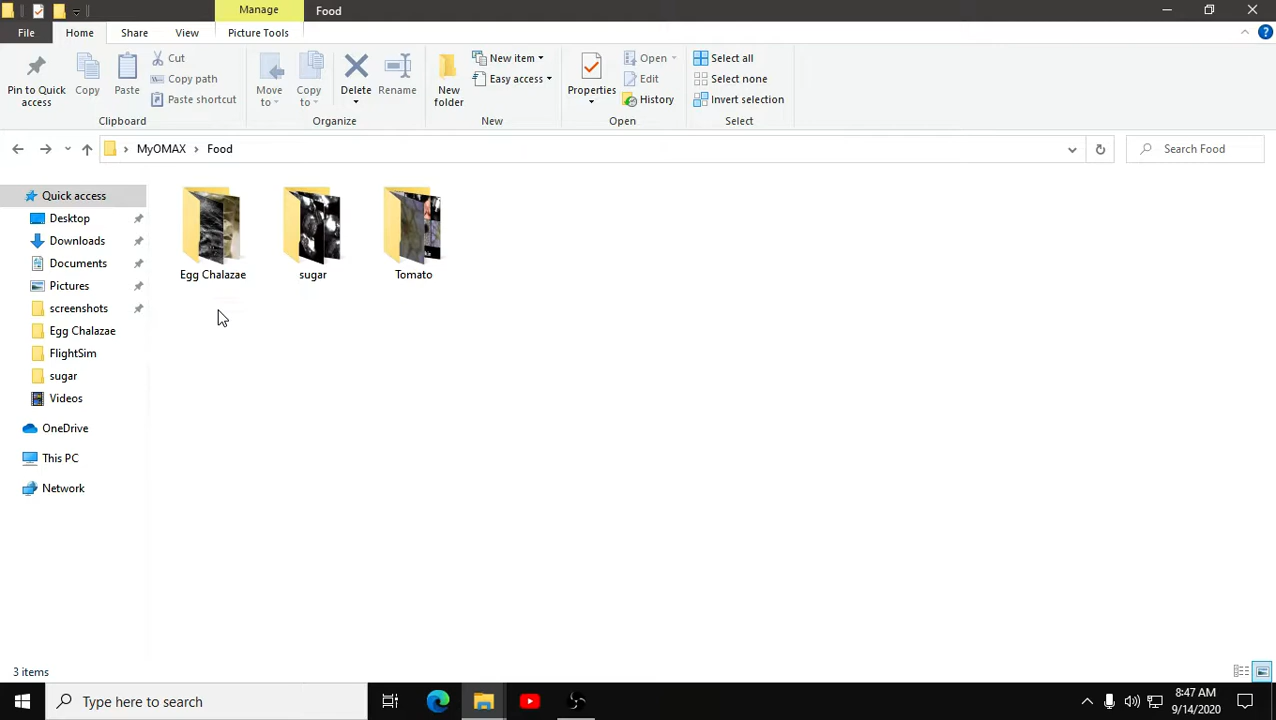 Manage
Food
File
Home
Share
View
Picture Tools
Pin to Quick access
Copy
Paste
Cut
Copy path
Paste shortcut
Clipboard
Move to
Copy to
Delete
Rename
Organize
New folder
New item
Easy access
New
Properties
Open
Edit
History
Open
Select all
Select none
Invert selection
Select
MyOMAX > Food
Search Food
Quick access
Desktop
Downloads
Documents
Pictures
screenshots
Egg Chalazae
FlightSim
sugar
Videos
OneDrive
This PC
Network
Egg Chalazae
sugar
Tomato
3 items
Type here to search
8:47 AM
9/14/2020